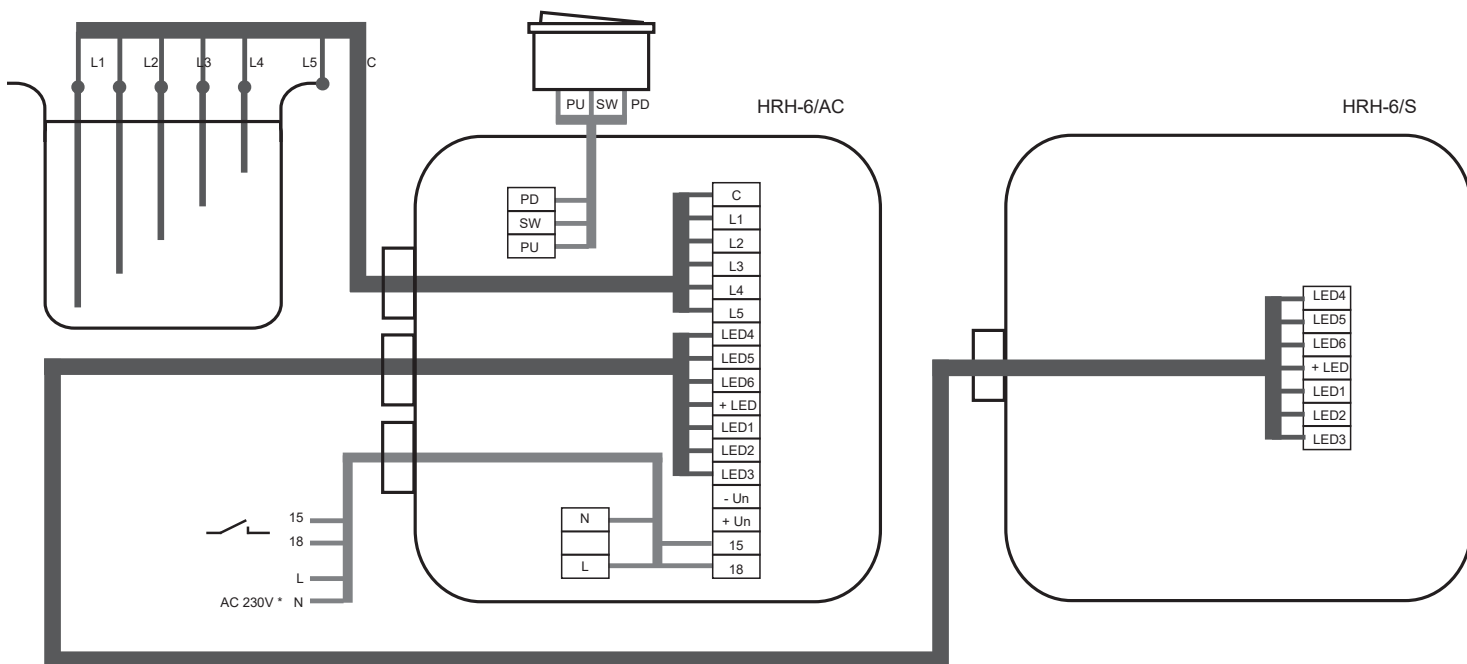 L1 L2 L3 L4 L5 C
PU SW PD
HRH-6/AC
HRH-6/S
PD
SW
PU
C
L1
L2
L3
L4
L5
LED4
LED5
LED6
+ LED
LED1
LED2
LED3
- Un
+ Un
15
18
N
L
15
18
L
AC 230V * N
LED4
LED5
LED6
+ LED
LED1
LED2
LED3